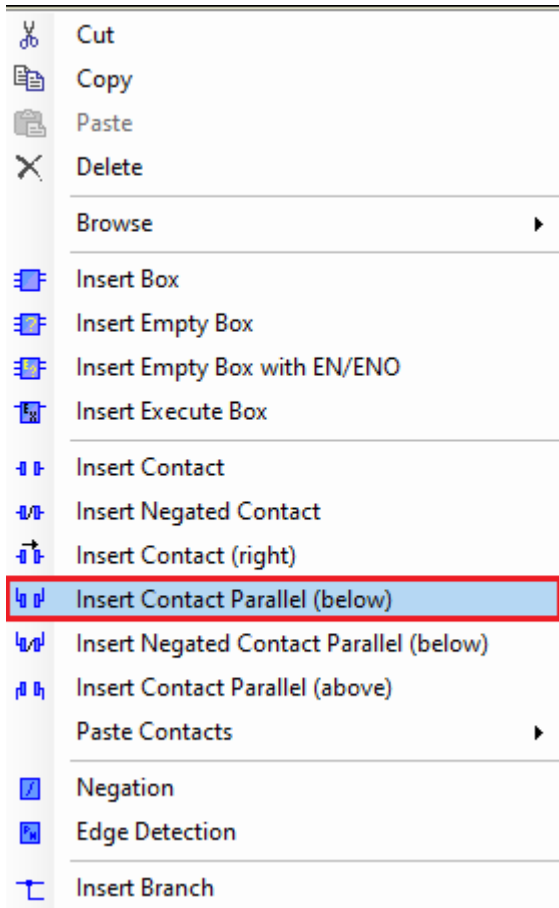 Cut
Copy
Paste
Delete
Browse
Insert Box
Insert Empty Box
Insert Empty Box with EN/ENO
Insert Execute Box
Insert Contact
Insert Negated Contact
Insert Contact (right)
Insert Contact Parallel (below)
Insert Negated Contact Parallel (below)
Insert Contact Parallel (above)
Paste Contacts
Negation
Edge Detection
Insert Branch